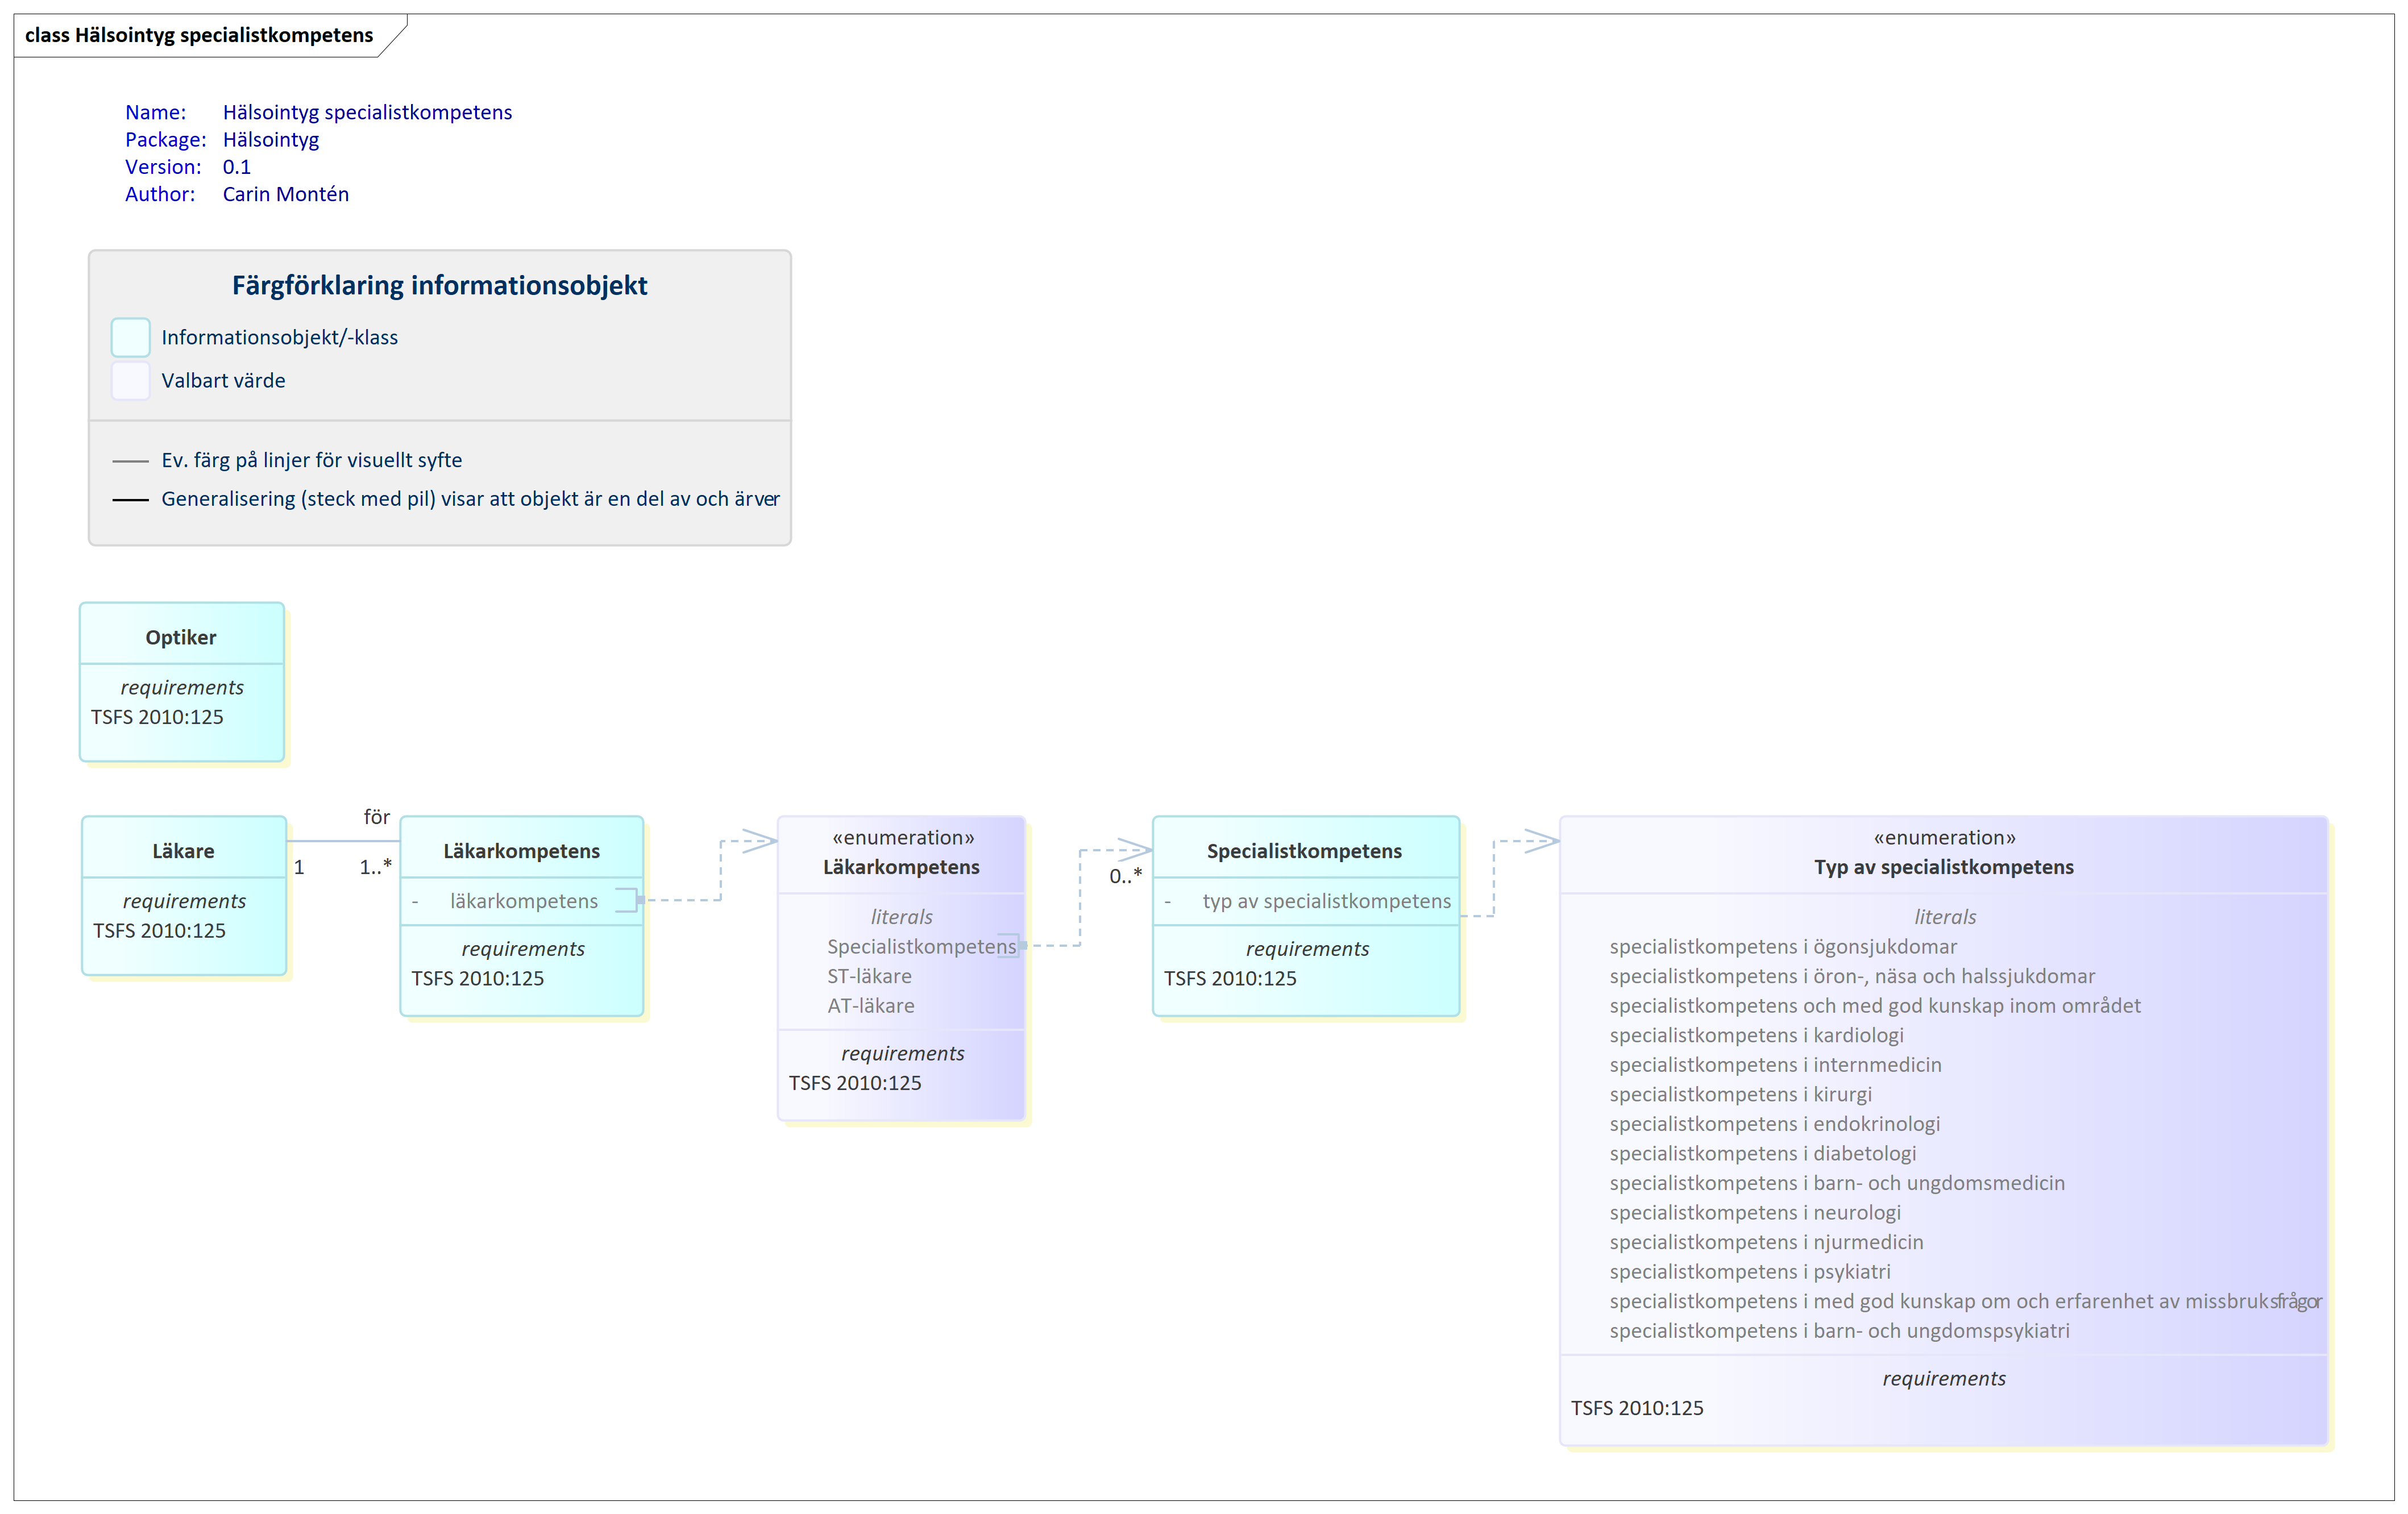 class Hälsointyg specialistkompetens
Name: Hälsointyg specialistkompetens
Package: Hälsointyg
Version: 0.1
Author: Carin Montén
Färgförklaring informationsobjekt
Informationsobjekt/-klass
Valbart värde
Ev. färg på linjer för visuellt syfte
Generalisering (steck med pil) visar att objekt är en del av och ärver
Optiker
requirements
TSFS 2010:125
Läkare
requirements
TSFS 2010:125
1
för
1..*
Läkarkompetens
- läkarkompetens
requirements
TSFS 2010:125
«enumeration»
Läkarkompetens
literals
Specialistkompetens
ST-läkare
AT-läkare
requirements
TSFS 2010:125
0..*
Specialistkompetens
- typ av specialistkompetens
requirements
TSFS 2010:125
«enumeration»
Typ av specialistkompetens
literals
specialistkompetens i ögonsjukdomar
specialistkompetens i öron-, näsa och halssjukdomar
specialistkompetens och med god kunskap inom området
specialistkompetens i kardiologi
specialistkompetens i internmedicin
specialistkompetens i kirurgi
specialistkompetens i endokrinologi
specialistkompetens i diabetologi
specialistkompetens i barn- och ungdomsmedicin
specialistkompetens i neurologi
specialistkompetens i njurmedicin
specialistkompetens i psykiatri
specialistkompetens i med god kunskap om och erfarenhet av missbruksfrågor
specialistkompetens i barn- och ungdomspsykiatri
requirements
TSFS 2010:125